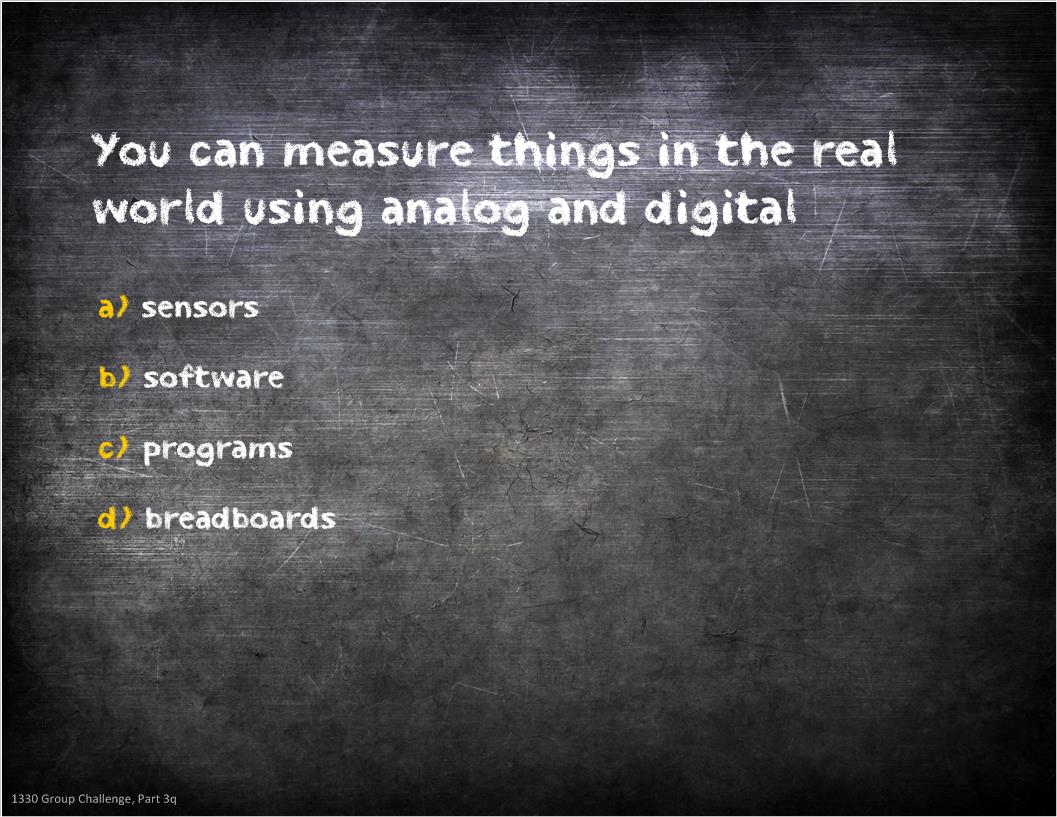 You can measure things in the real
world using analog and digital
a) sensors
b) software
c) programs
d) breadboards
1330 Group Challenge, Part 3q